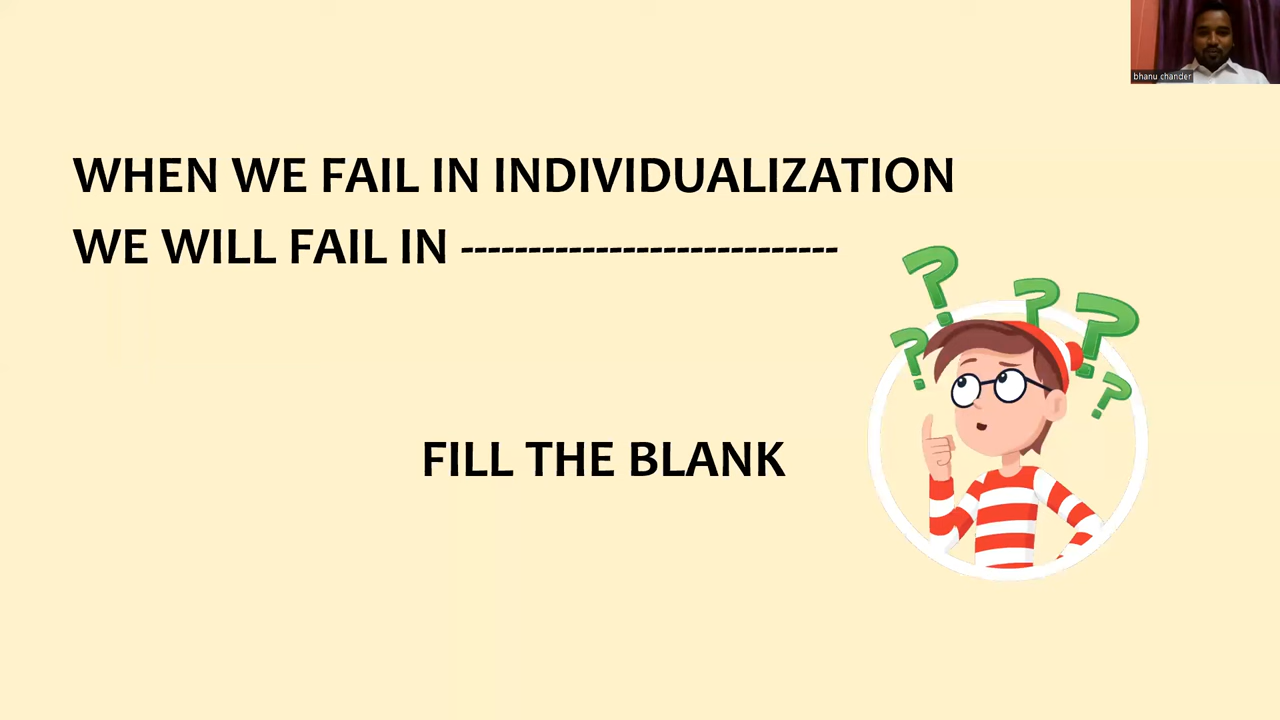 bhanu chander
WHEN WE FAIL IN INDIVIDUALIZATION
WE WILL FAIL IN ----------------------------
FILL THE BLANK